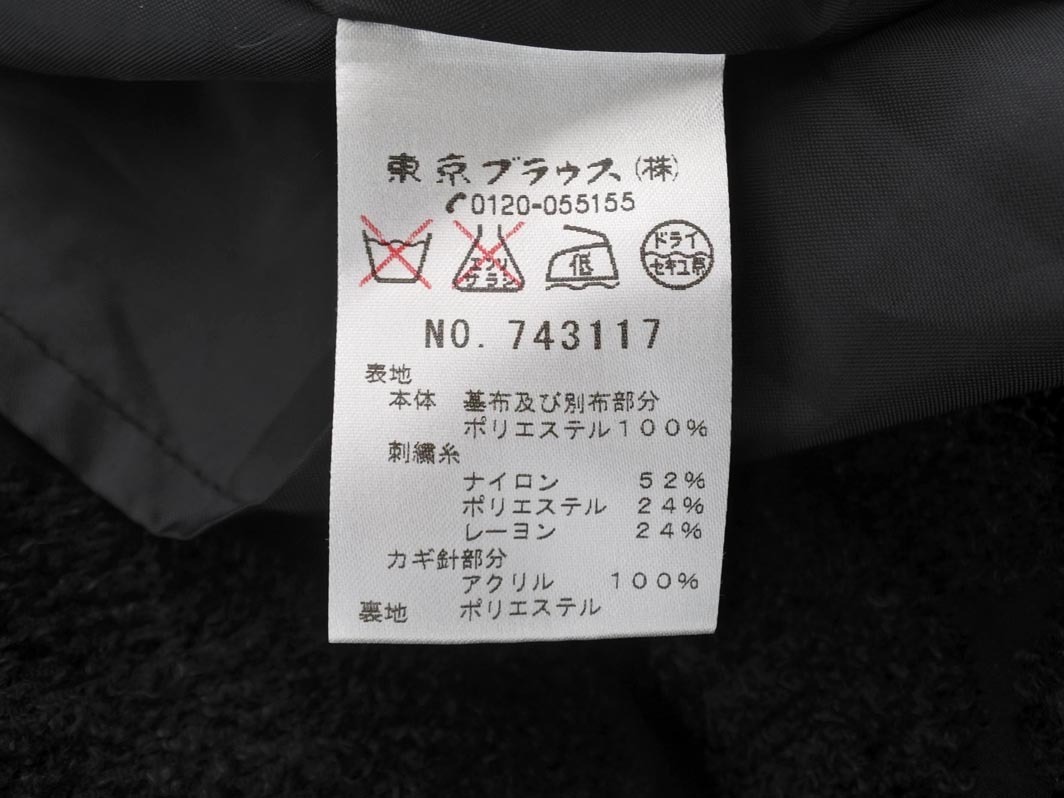 東京ブラウス(株)
0120-055155
エンソサラシ 低 ドライセキユ系
NO. 743117
表地
本体 基布及び別布部分
ポリエステル100%
刺繍糸
ナイロン 52%
ポリエステル 24%
レーヨン 24%
カギ針部分
アクリル 100%
裏地 ポリエステル